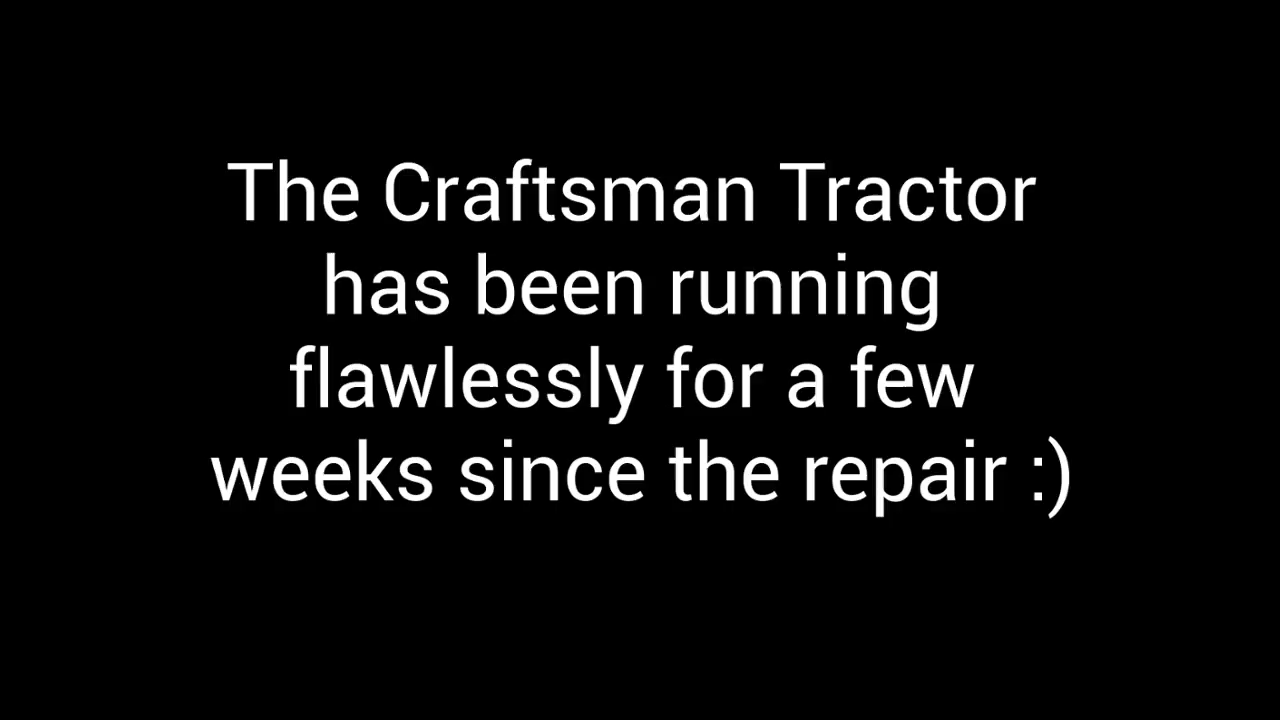 The Craftsman Tractor
has been running
flawlessly for a few
weeks since the repair :)